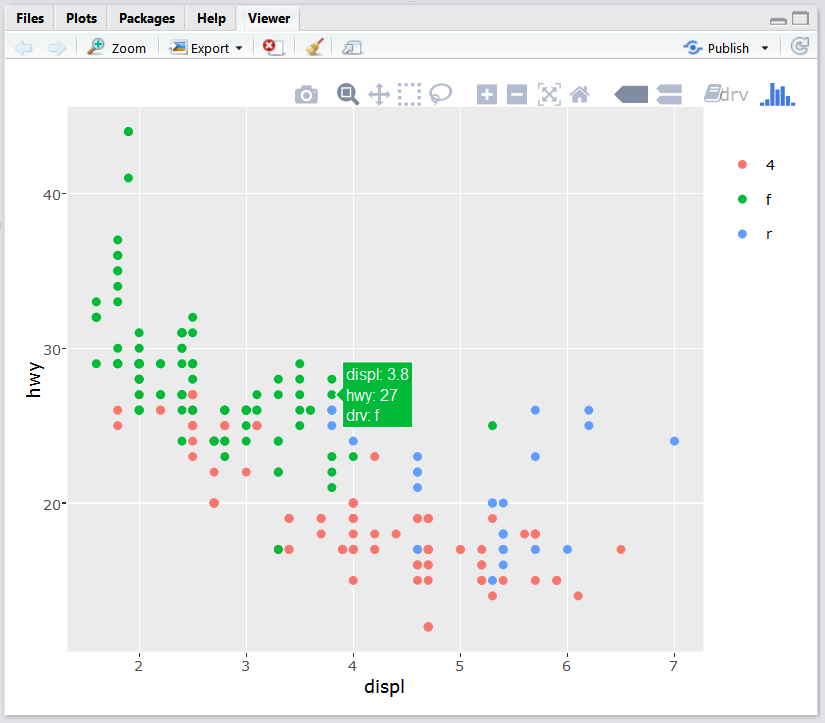 Files Plots Packages Help Viewer
Zoom Export Publish
drv
4
f
r
40
30
20
hwy
displ: 3.8
hwy: 27
drv: f
2 3 4 5 6 7
displ